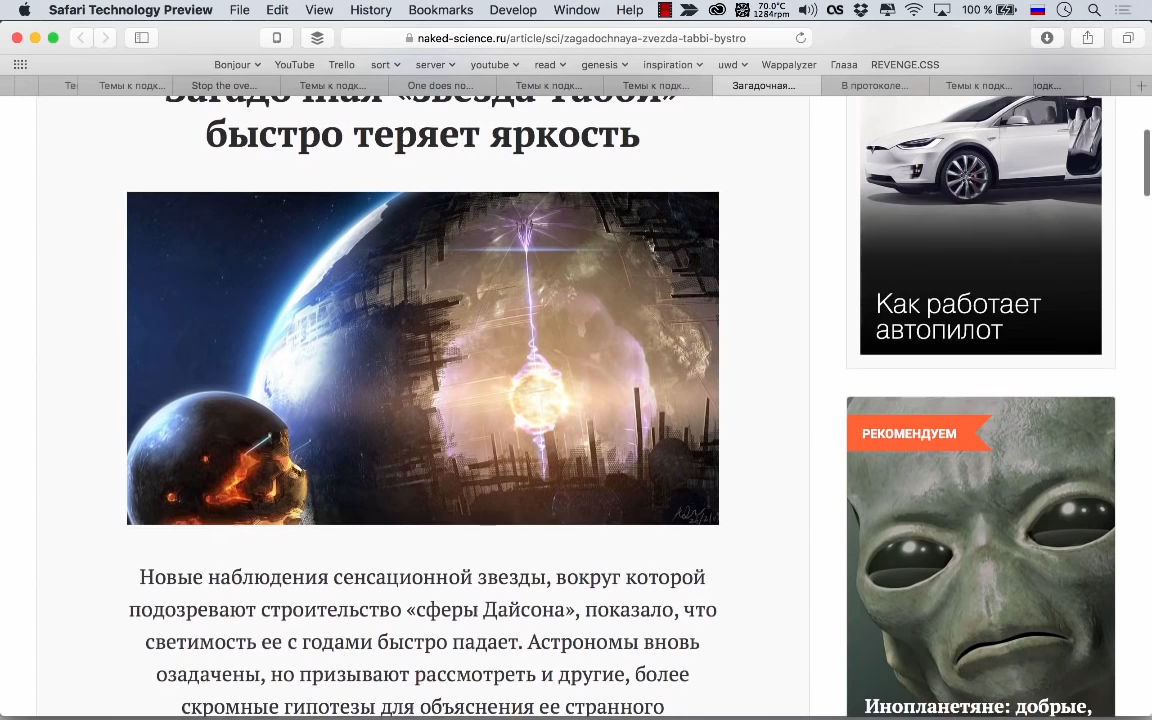 Safari Technology Preview File Edit View History Bookmarks Develop Window Help 70.0°C 1284rpm 100 %
naked-science.ru/article/sci/zagadochnaya-zvezda-tabbi-bystro
Bonjour YouTube Trello sort server youtube read genesis inspiration uwd Wappalyzer Глаза REVENGE.CSS
Те Темы к подк... Stop the ove... Темы к подк... One does no... Темы к подк... Темы к подк... Загадочная... В протоколе... Темы к подк... подк...
Загадочная «звезда Табби»
быстро теряет яркость
Новые наблюдения сенсационной звезды, вокруг которой
подозревают строительство «сферы Дайсона», показало, что
светимость ее с годами быстро падает. Астрономы вновь
озадачены, но призывают рассмотреть и другие, более
скромные гипотезы для объяснения ее странного
Как работает
автопилот
РЕКОМЕНДУЕМ
Инопланетяне: добрые,